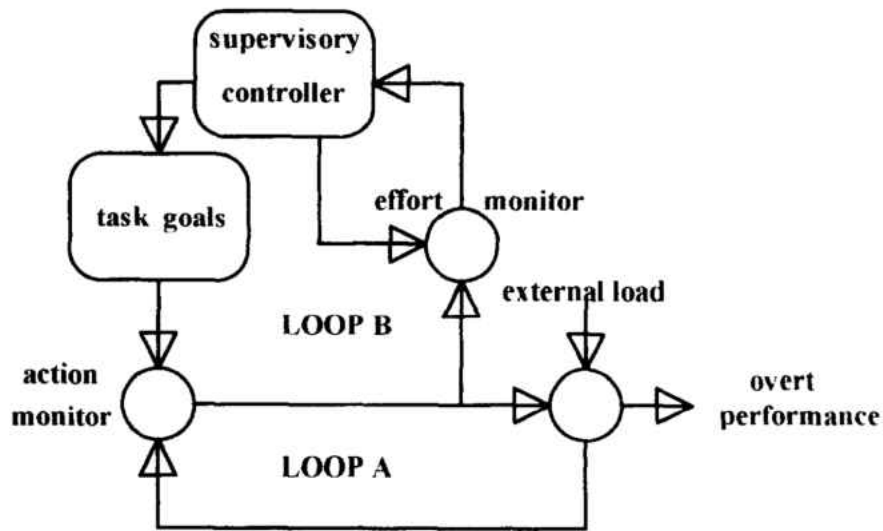 supervisory
controller
task goals
effort monitor
external load
LOOP B
action
monitor
overt
performance
LOOP A